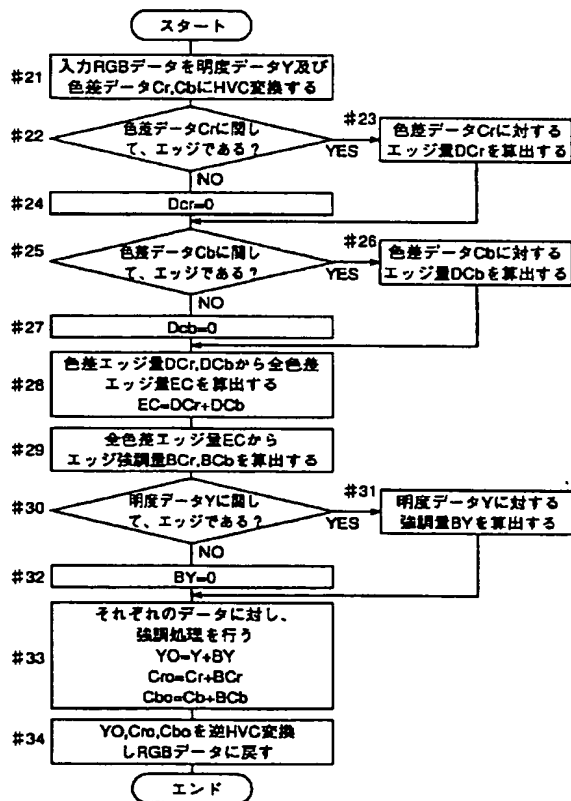 スタート
#21
入力RGBデータを明度データY及び
色差データCr,CbにHVC変換する
#22
色差データCrに関し
て、エッジである?
YES
NO
#23
色差データCrに対する
エッジ量DCrを算出する
#24
Dcr=0
#25
色差データCbに関し
て、エッジである?
YES
NO
#26
色差データCbに対する
エッジ量DCbを算出する
#27
Dcb=0
#28
色差エッジ量DCr,DCbから全色差
エッジ量ECを算出する
EC=DCr+DCb
#29
全色差エッジ量ECから
エッジ強調量BCr,BCbを算出する
#30
明度データYに関し
て、エッジである?
YES
NO
#31
明度データYに対する
強調量BYを算出する
#32
BY=0
#33
それぞれのデータに対し、
強調処理を行う
YO=Y+BY
Cro=Cr+BCr
Cbo=Cb+BCb
#34
YO,Cro,Cboを逆HVC変換
しRGBデータに戻す
エンド